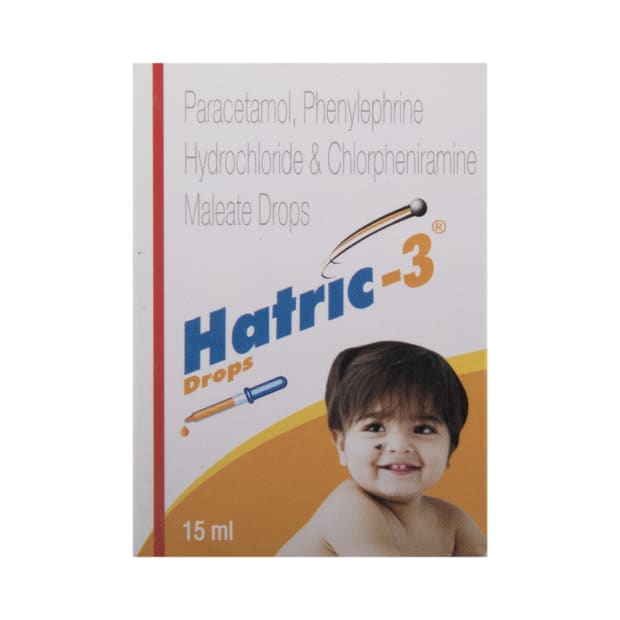 Paracetamol, Phenylephrine
Hydrochloride & Chlorpheniramine
Maleate Drops
Hatric-3®
Drops
15 ml